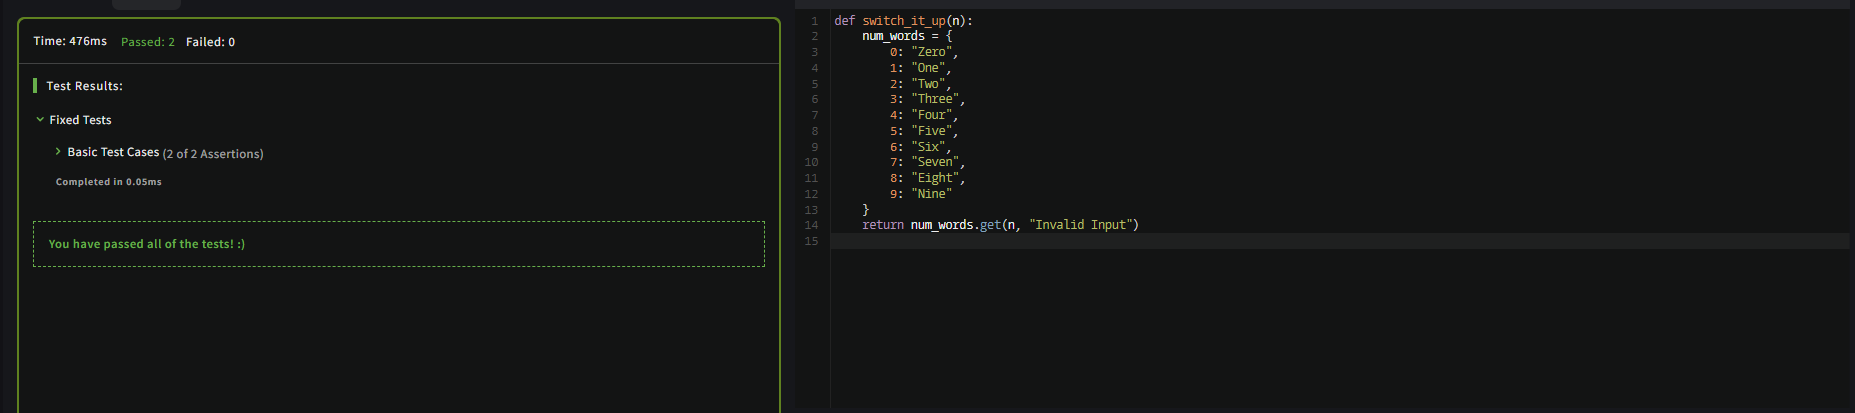 Time: 476ms Passed: 2 Failed: 0
Test Results:
Fixed Tests
Basic Test Cases (2 of 2 Assertions)
Completed in 0.05ms
You have passed all of the tests! :)
1 def switch_it_up(n):
2     num_words = {
3         0: "Zero",
4         1: "One",
5         2: "Two",
6         3: "Three",
7         4: "Four",
8         5: "Five",
9         6: "Six",
10         7: "Seven",
11         8: "Eight",
12         9: "Nine"
13     }
14     return num_words.get(n, "Invalid Input")
15